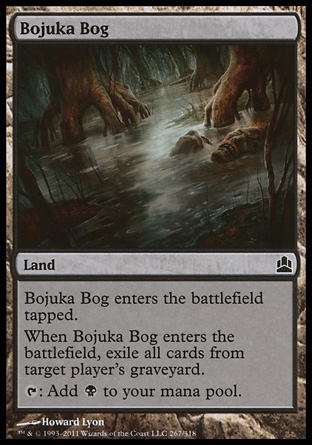 Bojuka Bog
Land
Bojuka Bog enters the battlefield
tapped.
When Bojuka Bog enters the
battlefield, exile all cards from
target player's graveyard.
: Add to your mana pool.
Howard Lyon
™ & © 1993–2011 Wizards of the Coast LLC 267/318